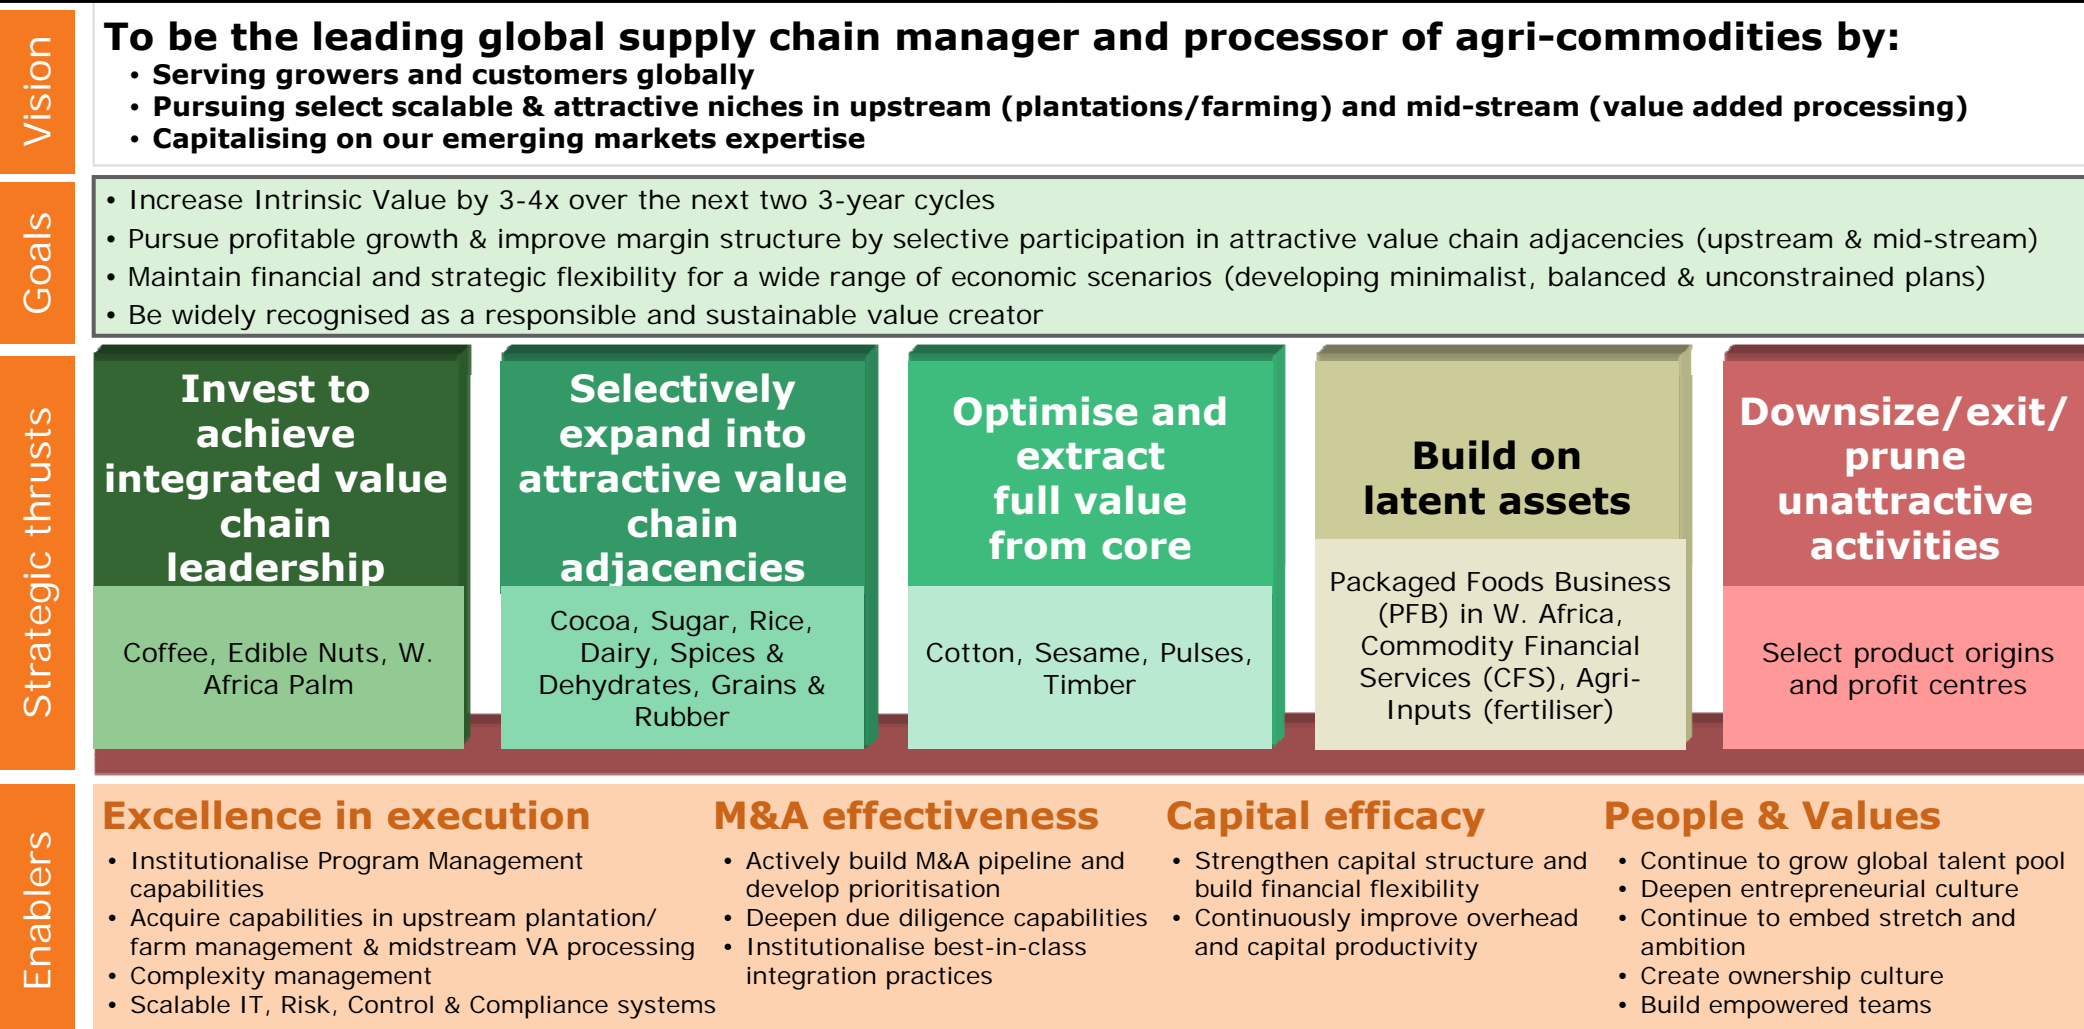 Vision
To be the leading global supply chain manager and processor of agri-commodities by:
• Serving growers and customers globally
• Pursuing select scalable & attractive niches in upstream (plantations/farming) and mid-stream (value added processing)
• Capitalising on our emerging markets expertise
Goals
• Increase Intrinsic Value by 3-4x over the next two 3-year cycles
• Pursue profitable growth & improve margin structure by selective participation in attractive value chain adjacencies (upstream & mid-stream)
• Maintain financial and strategic flexibility for a wide range of economic scenarios (developing minimalist, balanced & unconstrained plans)
• Be widely recognised as a responsible and sustainable value creator
Strategic thrusts
Invest to
achieve
integrated value
chain
leadership
Coffee, Edible Nuts, W.
Africa Palm
Selectively
expand into
attractive value
chain
adjacencies
Cocoa, Sugar, Rice,
Dairy, Spices &
Dehydrates, Grains &
Rubber
Optimise and
extract
full value
from core
Cotton, Sesame, Pulses,
Timber
Build on
latent assets
Packaged Foods Business
(PFB) in W. Africa,
Commodity Financial
Services (CFS), Agri-
Inputs (fertiliser)
Downsize/exit/
prune
unattractive
activities
Select product origins
and profit centres
Enablers
Excellence in execution
• Institutionalise Program Management
capabilities
• Acquire capabilities in upstream plantation/
farm management & midstream VA processing
• Complexity management
• Scalable IT, Risk, Control & Compliance systems
M&A effectiveness
• Actively build M&A pipeline and
develop prioritisation
• Deepen due diligence capabilities
• Institutionalise best-in-class
integration practices
Capital efficacy
• Strengthen capital structure and
build financial flexibility
• Continuously improve overhead
and capital productivity
People & Values
• Continue to grow global talent pool
• Deepen entrepreneurial culture
• Continue to embed stretch and
ambition
• Create ownership culture
• Build empowered teams